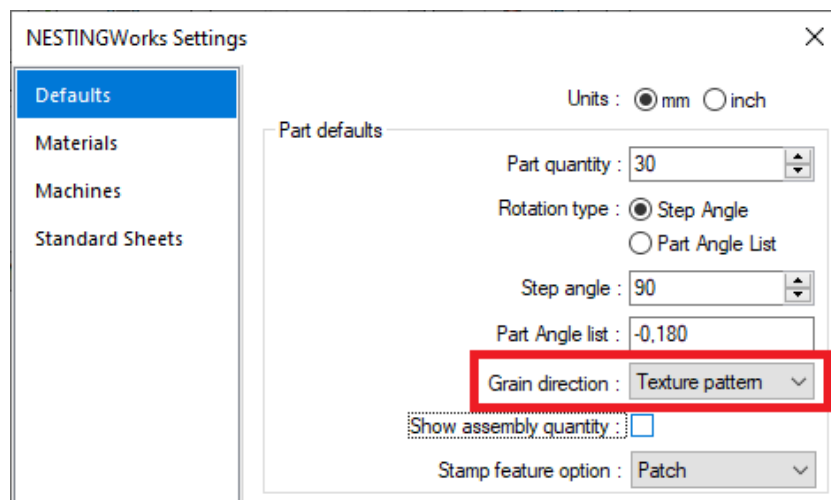 NESTINGWorks Settings
Defaults
Materials
Machines
Standard Sheets
Units : mm inch
Part defaults
Part quantity : 30
Rotation type : Step Angle
Part Angle List
Step angle : 90
Part Angle list : -0,180
Grain direction : Texture pattern
Show assembly quantity :
Stamp feature option : Patch